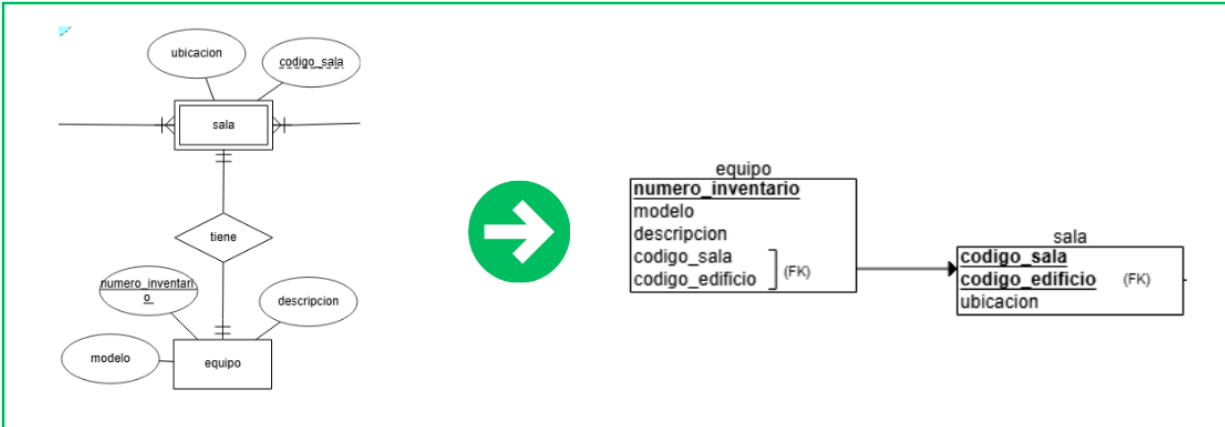 ubicacion
codigo_sala
sala
tiene
numero_inventari
o
descripcion
modelo
equipo
equipo
numero_inventario
modelo
descripcion
codigo_sala
codigo_edificio (FK)
sala
codigo_sala
codigo_edificio (FK)
ubicacion